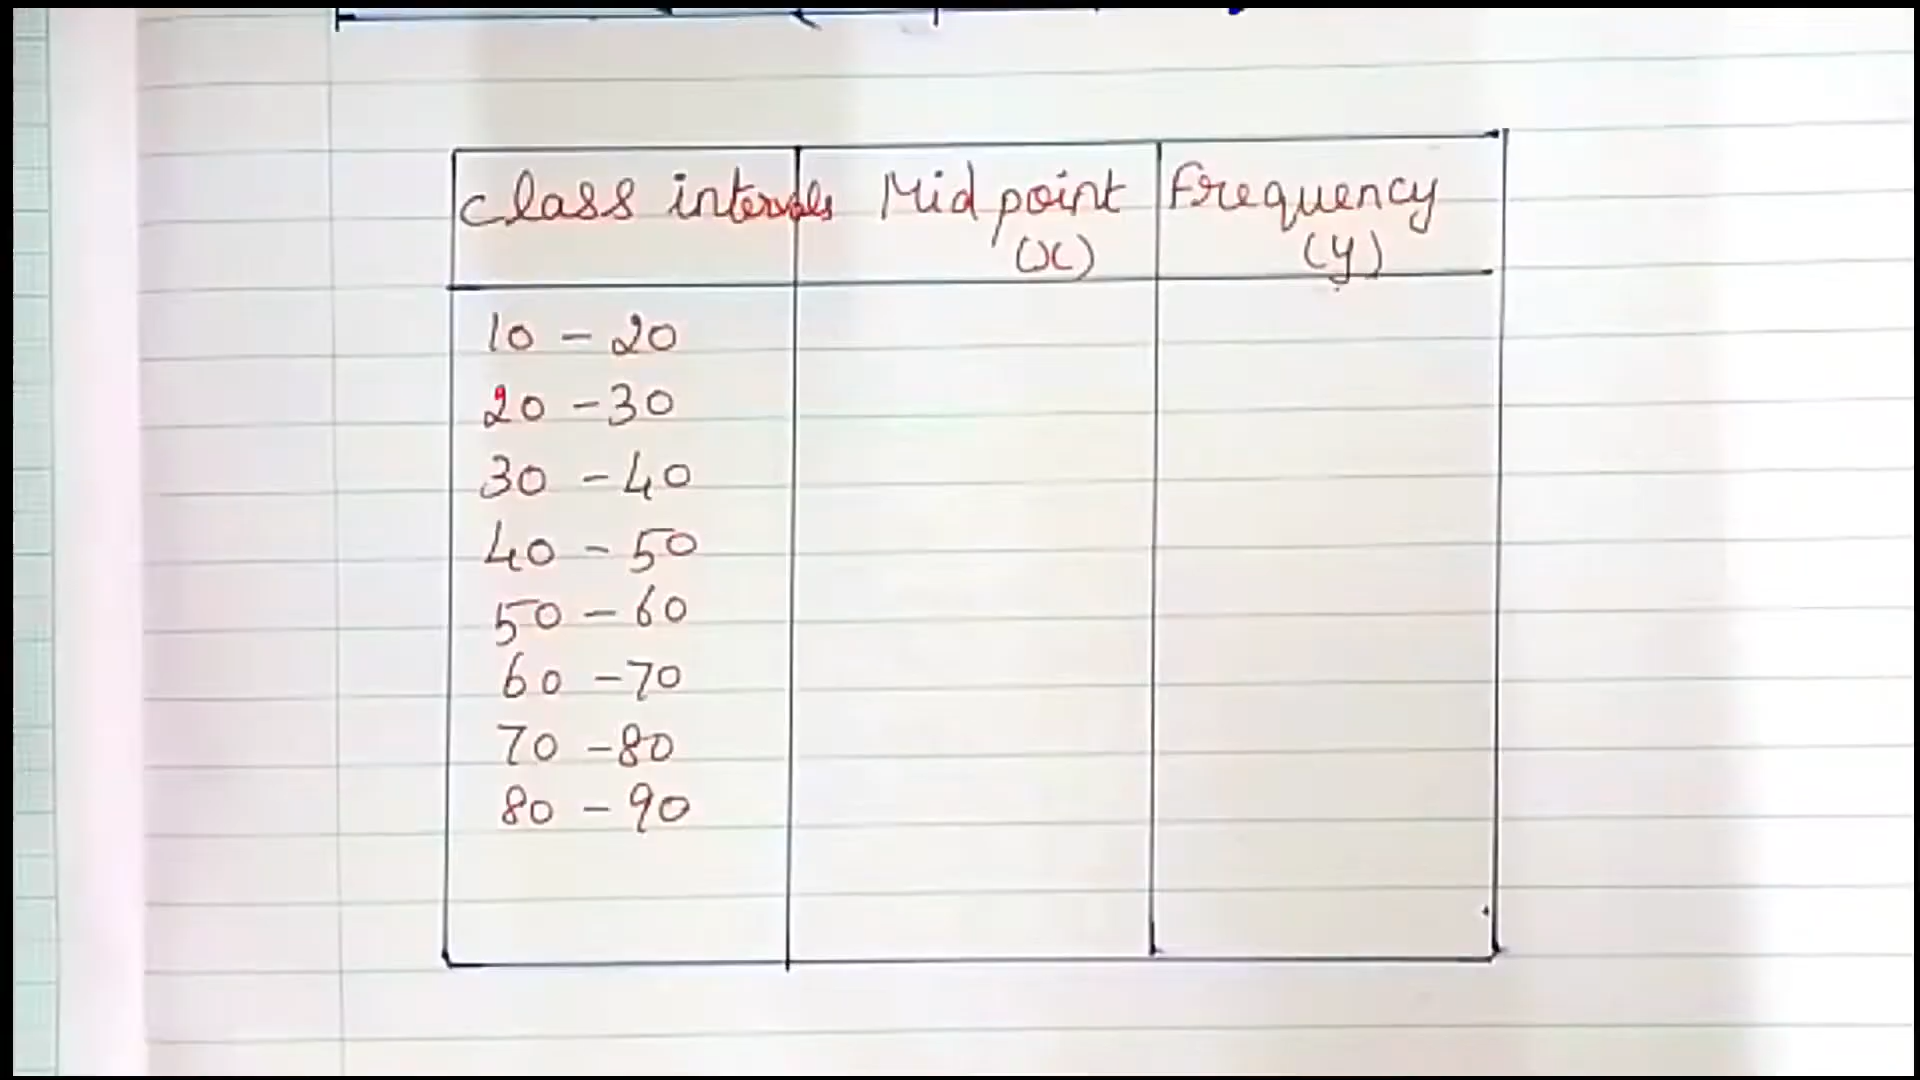 class intervals Mid point Frequency
(x) (y)
10 - 20
20 - 30
30 - 40
40 - 50
50 - 60
60 - 70
70 - 80
80 - 90